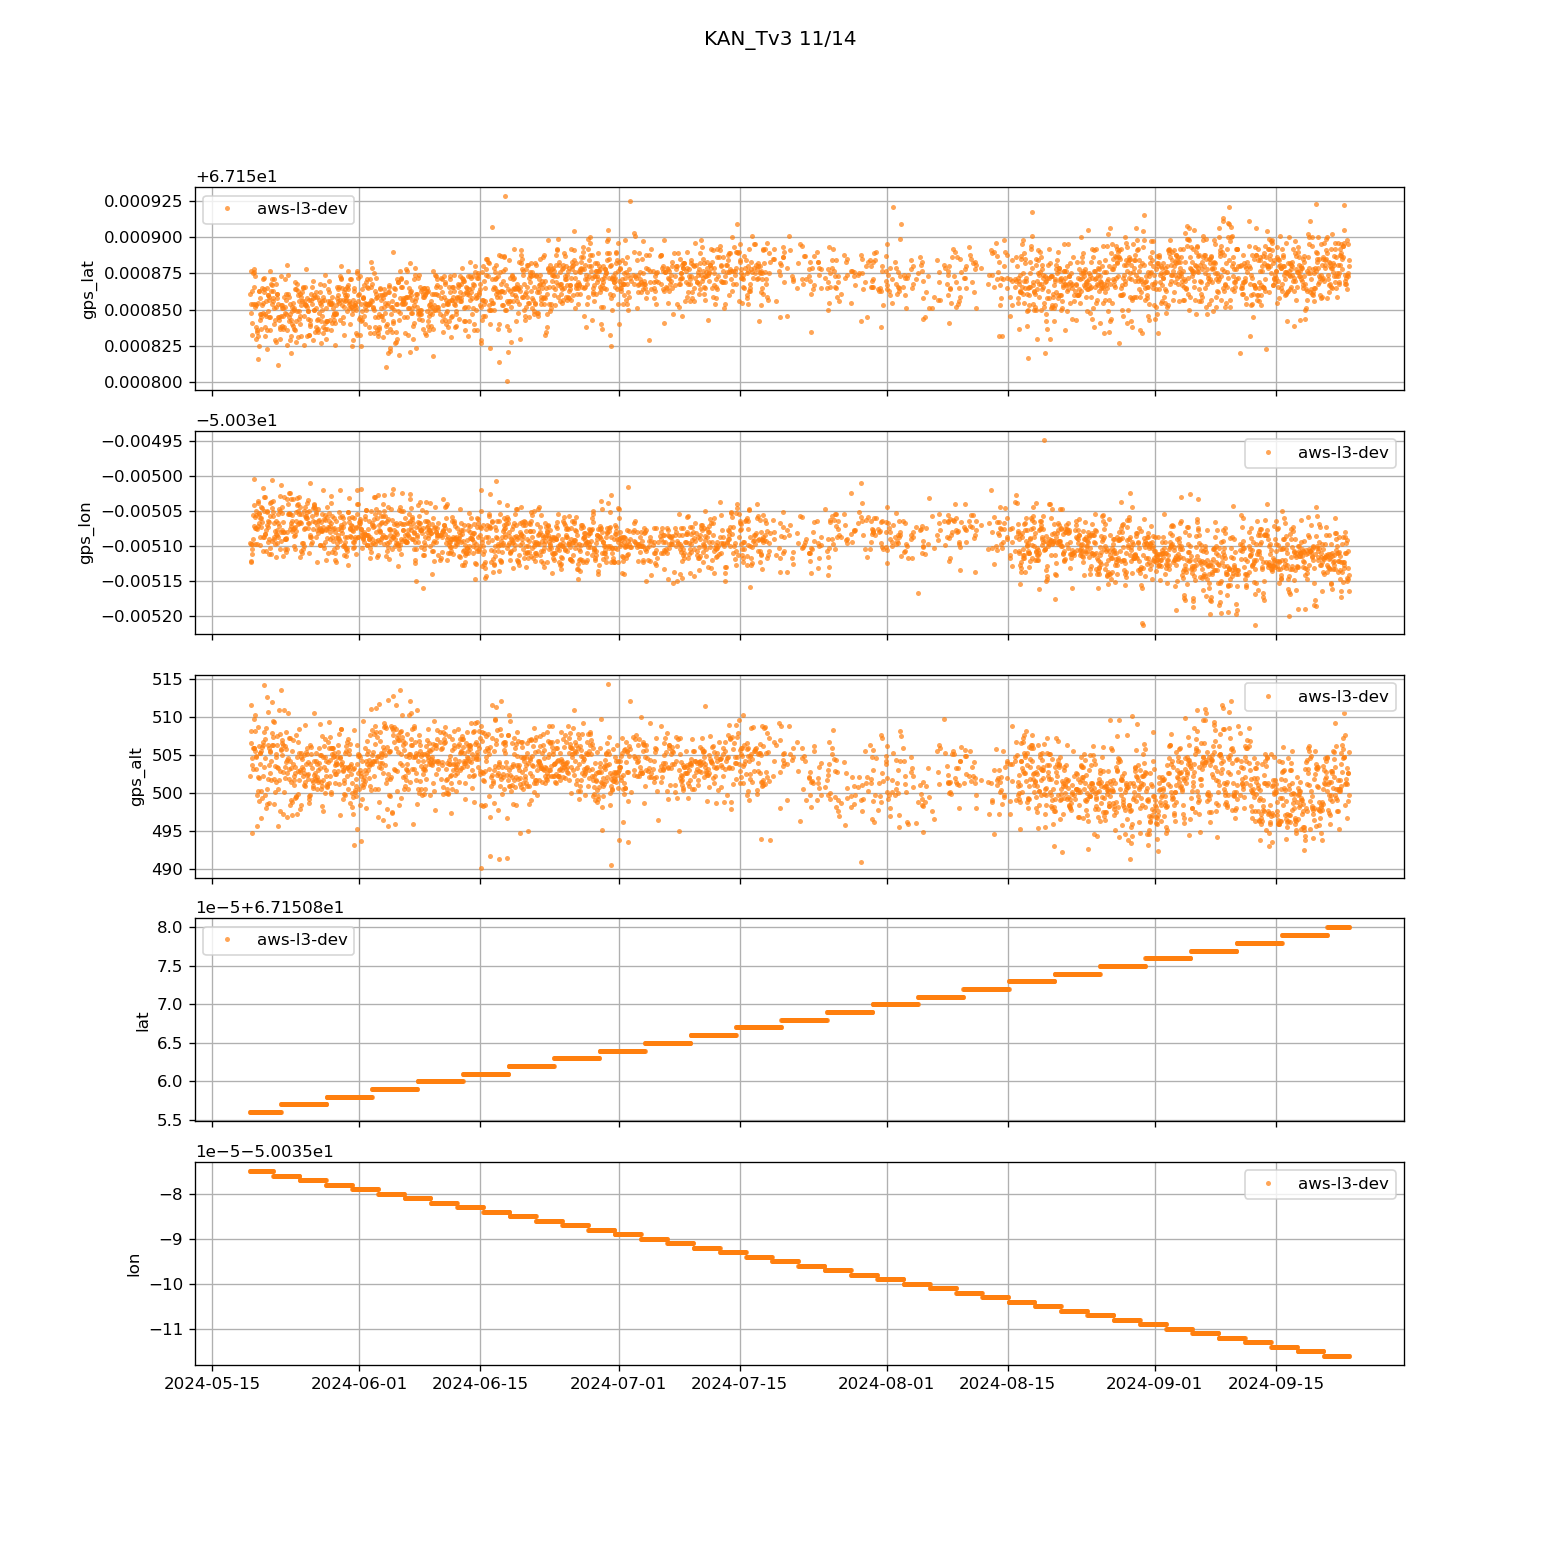 KAN_Tv3 11/14
+6.715e1
0.000925
0.000900
0.000875
0.000850
0.000825
0.000800
gps_lat
aws-l3-dev
−5.003e1
−0.00495
−0.00500
−0.00505
−0.00510
−0.00515
−0.00520
gps_lon
aws-l3-dev
515
510
505
500
495
490
gps_alt
aws-l3-dev
1e−5+6.71508e1
8.0
7.5
7.0
6.5
6.0
5.5
lat
aws-l3-dev
1e−5−5.0035e1
−8
−9
−10
−11
lon
aws-l3-dev
2024-05-15 2024-06-01 2024-06-15 2024-07-01 2024-07-15 2024-08-01 2024-08-15 2024-09-01 2024-09-15